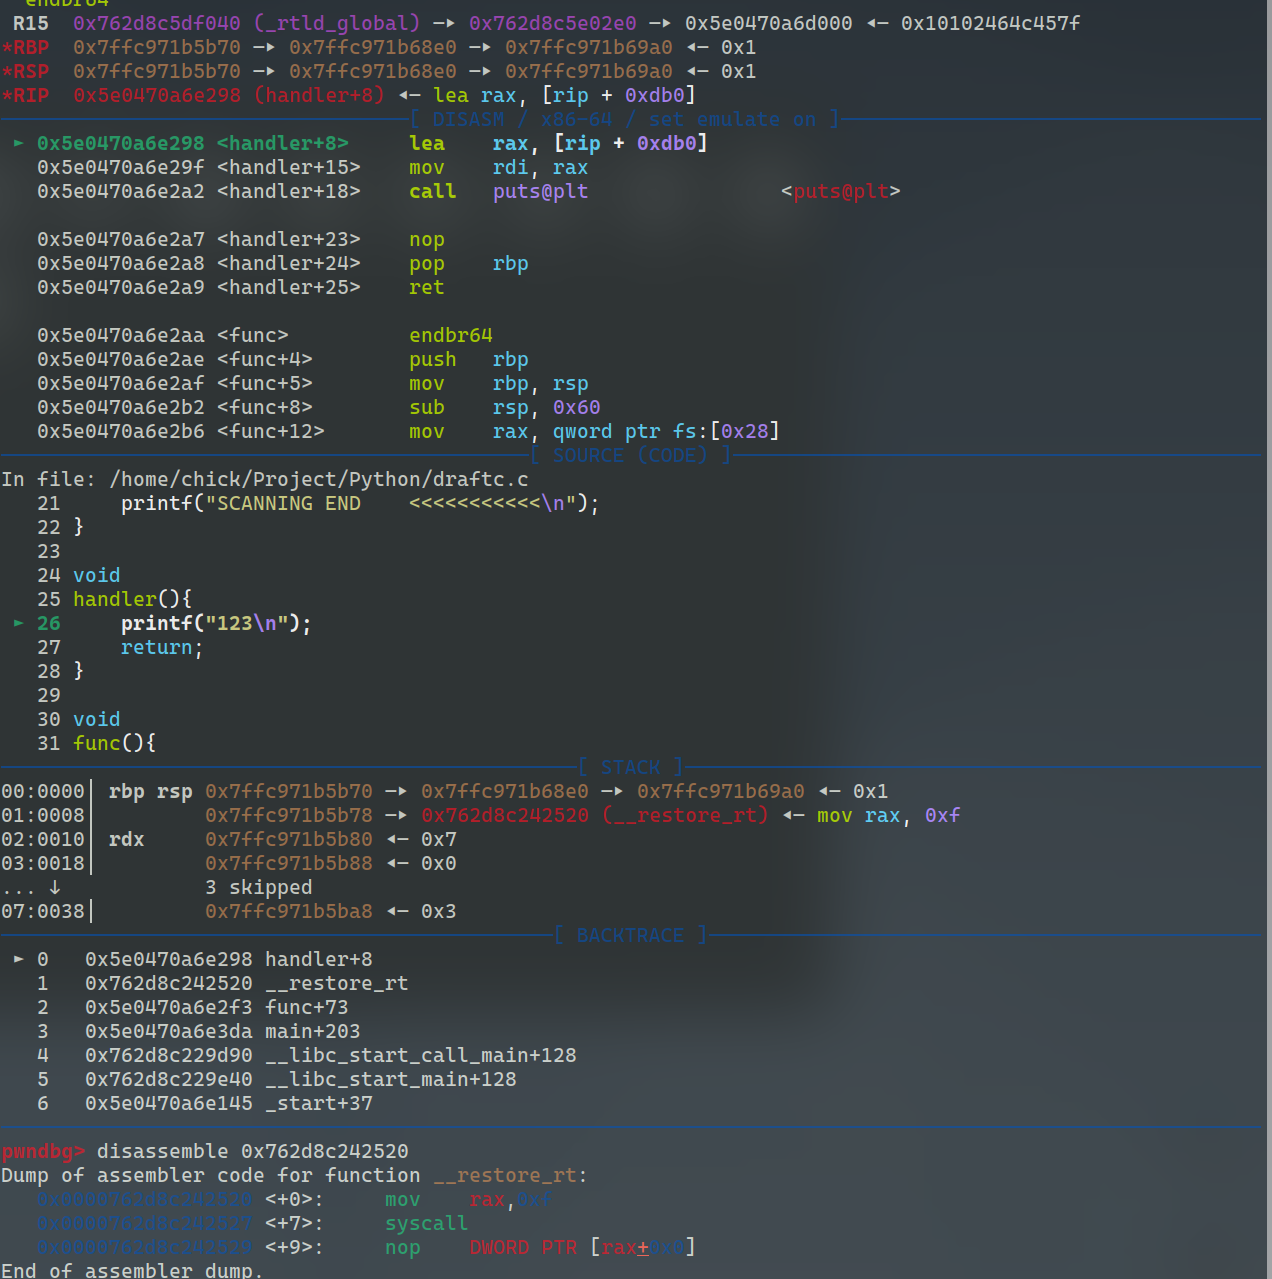 endbr64
R15  0x762d8c5df040 (_rtld_global) —▸ 0x762d8c5e02e0 —▸ 0x5e0470a6d000 ◂— 0x10102464c457f
*RBP  0x7ffc971b5b70 —▸ 0x7ffc971b68e0 —▸ 0x7ffc971b69a0 ◂— 0x1
*RSP  0x7ffc971b5b70 —▸ 0x7ffc971b68e0 —▸ 0x7ffc971b69a0 ◂— 0x1
*RIP  0x5e0470a6e298 (handler+8) ◂— lea rax, [rip + 0xdb0]
[ DISASM / x86-64 / set emulate on ]
► 0x5e0470a6e298 <handler+8>     lea    rax, [rip + 0xdb0]
0x5e0470a6e29f <handler+15>    mov    rdi, rax
0x5e0470a6e2a2 <handler+18>    call   puts@plt                <puts@plt>
0x5e0470a6e2a7 <handler+23>    nop
0x5e0470a6e2a8 <handler+24>    pop    rbp
0x5e0470a6e2a9 <handler+25>    ret
0x5e0470a6e2aa <func>          endbr64
0x5e0470a6e2ae <func+4>        push   rbp
0x5e0470a6e2af <func+5>        mov    rbp, rsp
0x5e0470a6e2b2 <func+8>        sub    rsp, 0x60
0x5e0470a6e2b6 <func+12>       mov    rax, qword ptr fs:[0x28]
[ SOURCE (CODE) ]
In file: /home/chick/Project/Python/draftc.c
21     printf("SCANNING END    <<<<<<<<<<<\n");
22 }
23
24 void
25 handler(){
► 26     printf("123\n");
27     return;
28 }
29
30 void
31 func(){
[ STACK ]
00:0000│ rbp rsp 0x7ffc971b5b70 —▸ 0x7ffc971b68e0 —▸ 0x7ffc971b69a0 ◂— 0x1
01:0008│         0x7ffc971b5b78 —▸ 0x762d8c242520 (__restore_rt) ◂— mov rax, 0xf
02:0010│ rdx     0x7ffc971b5b80 ◂— 0x7
03:0018│         0x7ffc971b5b88 ◂— 0x0
... ↓            3 skipped
07:0038│         0x7ffc971b5ba8 ◂— 0x3
[ BACKTRACE ]
► 0   0x5e0470a6e298 handler+8
1   0x762d8c242520 __restore_rt
2   0x5e0470a6e2f3 func+73
3   0x5e0470a6e3da main+203
4   0x762d8c229d90 __libc_start_call_main+128
5   0x762d8c229e40 __libc_start_main+128
6   0x5e0470a6e145 _start+37
pwndbg> disassemble 0x762d8c242520
Dump of assembler code for function __restore_rt:
0x0000762d8c242520 <+0>:     mov    rax,0xf
0x0000762d8c242527 <+7>:     syscall
0x0000762d8c242529 <+9>:     nop    DWORD PTR [rax+0x0]
End of assembler dump.